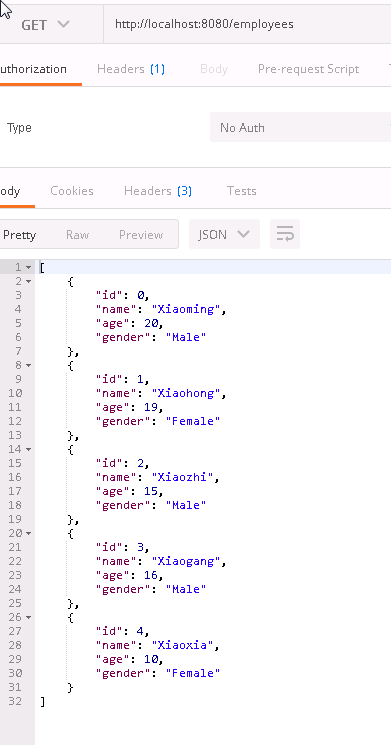 GET http://localhost:8080/employees
uthorization Headers (1) Body Pre-request Script
Type No Auth
ody Cookies Headers (3) Tests
Pretty Raw Preview JSON
1 [
2 {
3 "id": 0,
4 "name": "Xiaoming",
5 "age": 20,
6 "gender": "Male"
7 },
8 {
9 "id": 1,
10 "name": "Xiaohong",
11 "age": 19,
12 "gender": "Female"
13 },
14 {
15 "id": 2,
16 "name": "Xiaozhi",
17 "age": 15,
18 "gender": "Male"
19 },
20 {
21 "id": 3,
22 "name": "Xiaogang",
23 "age": 16,
24 "gender": "Male"
25 },
26 {
27 "id": 4,
28 "name": "Xiaoxia",
29 "age": 10,
30 "gender": "Female"
31 }
32 ]